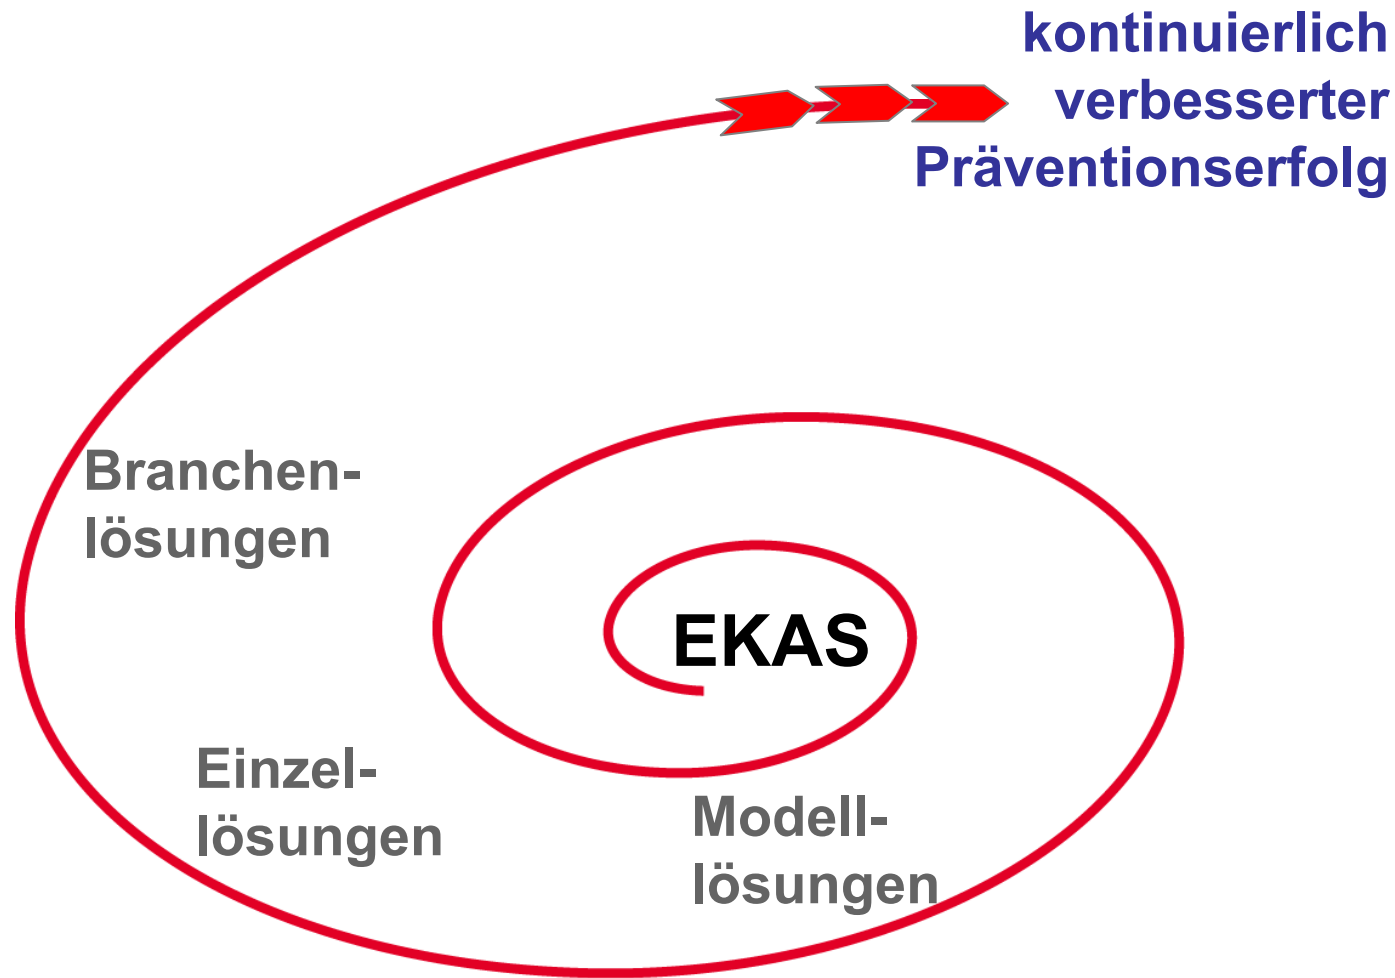 kontinuierlich
verbesserter
Präventionserfolg
Branchen-
lösungen
EKAS
Einzel-
lösungen
Modell-
lösungen